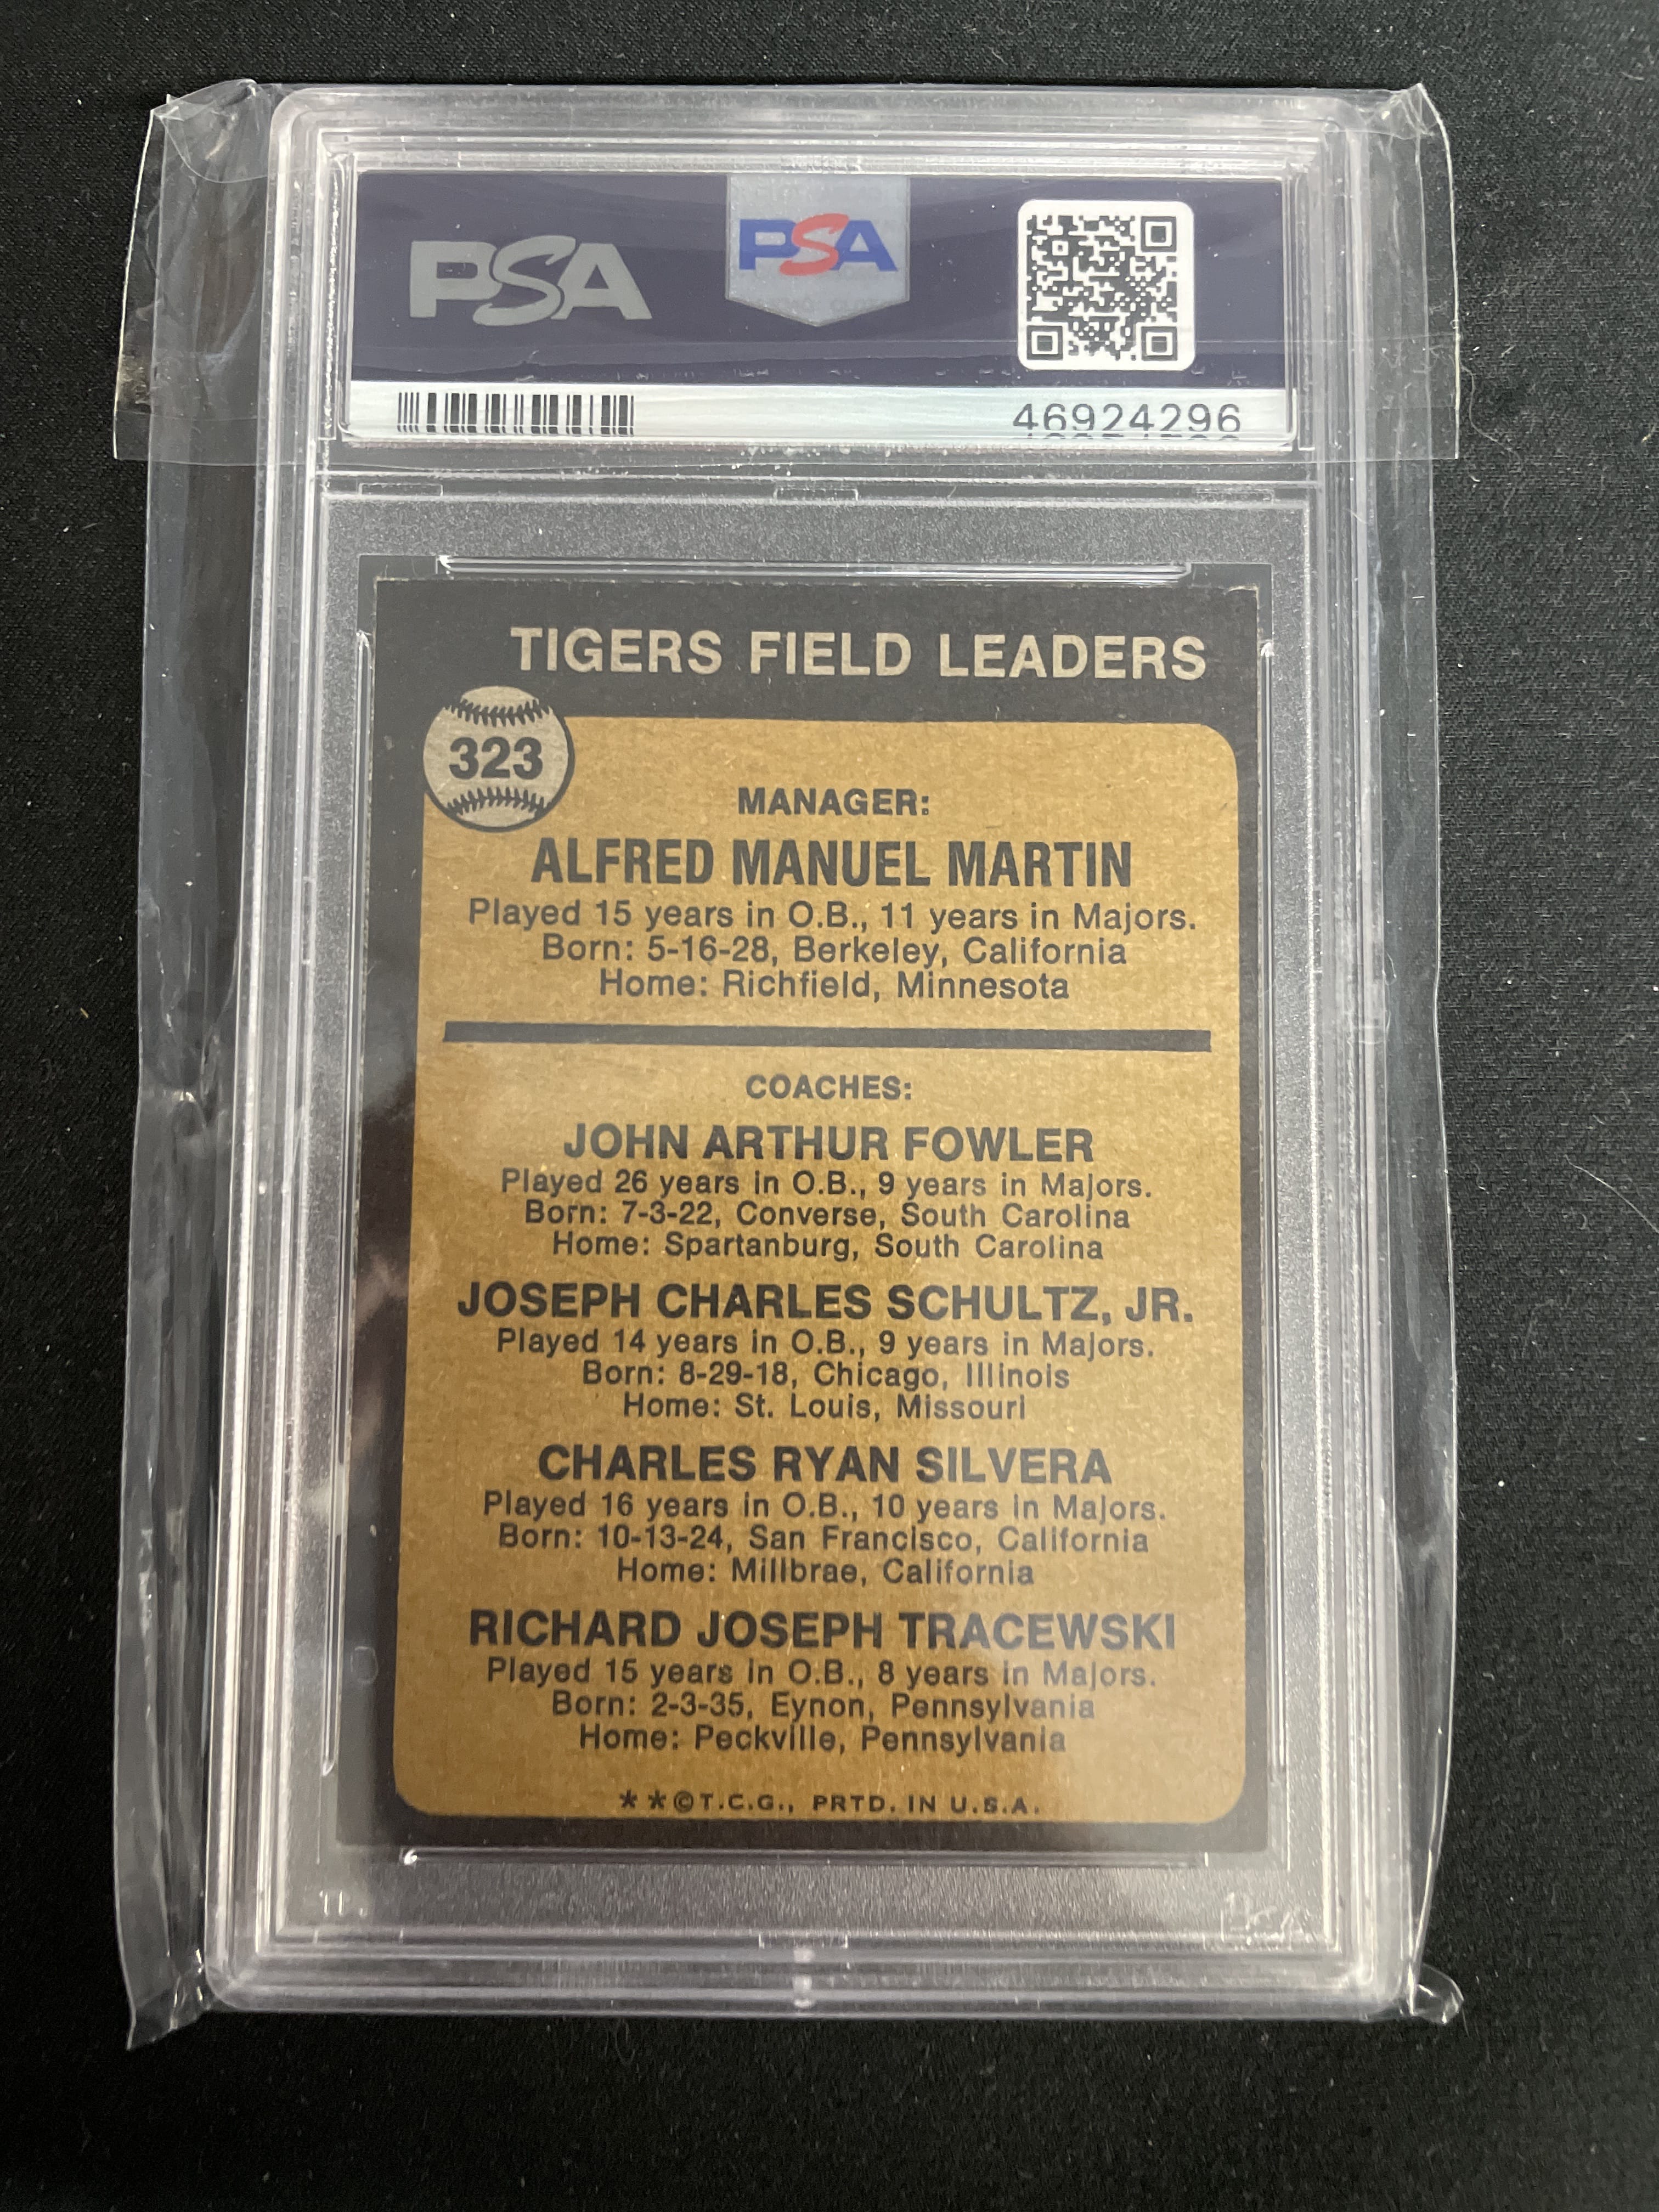 PSA
PSA
46924296
TIGERS FIELD LEADERS
323
MANAGER:
ALFRED MANUEL MARTIN
Played 15 years in O.B., 11 years in Majors.
Born: 5-16-28, Berkeley, California
Home: Richfield, Minnesota
COACHES:
JOHN ARTHUR FOWLER
Played 26 years in O.B., 9 years in Majors.
Born: 7-3-22, Converse, South Carolina
Home: Spartanburg, South Carolina
JOSEPH CHARLES SCHULTZ, JR.
Played 14 years in O.B., 9 years in Majors.
Born: 8-29-18, Chicago, Illinois
Home: St. Louis, Missouri
CHARLES RYAN SILVERA
Played 16 years in O.B., 10 years in Majors.
Born: 10-13-24, San Francisco, California
Home: Millbrae, California
RICHARD JOSEPH TRACEWSKI
Played 15 years in O.B., 8 years in Majors.
Born: 2-3-35, Eynon, Pennsylvania
Home: Peckville, Pennsylvania
**©T.C.G., PRTD. IN U.S.A.